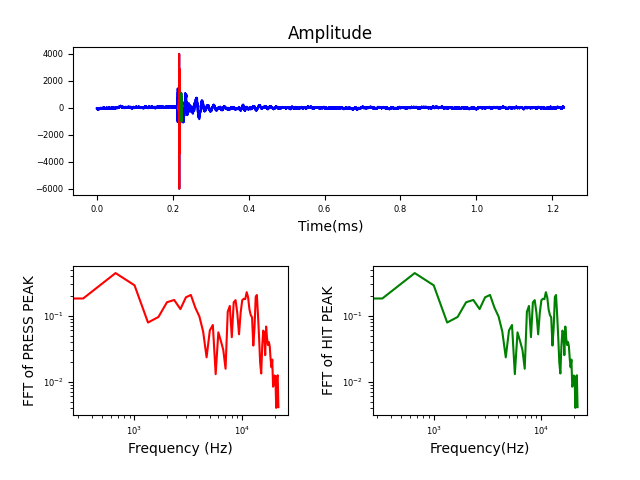 Amplitude
4000
2000
0
−2000
−4000
−6000
0.0 0.2 0.4 0.6 0.8 1.0 1.2
Time(ms)
FFT of PRESS PEAK
10⁻¹
10⁻²
10³ 10⁴
Frequency (Hz)
FFT of HIT PEAK
10⁻¹
10⁻²
10³ 10⁴
Frequency(Hz)